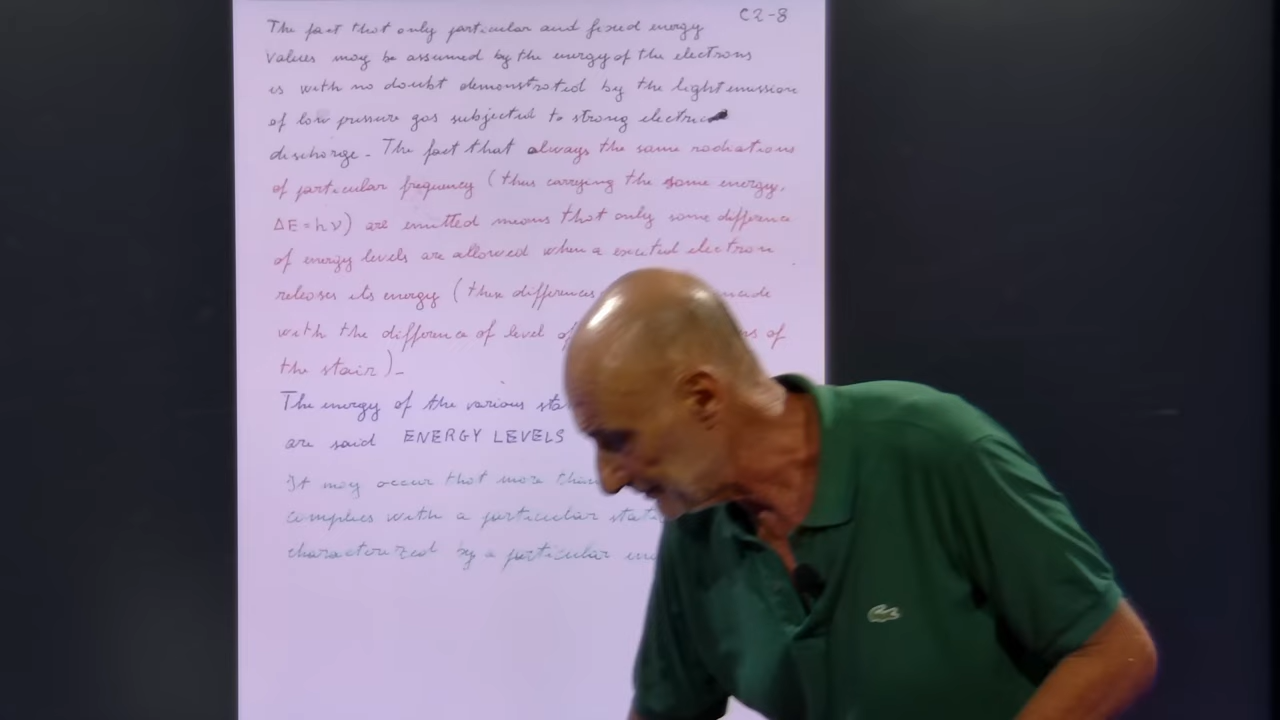 C2-8
The fact that only particular and fixed energy
values may be assumed by the energy of the electrons
is with no doubt demonstrated by the light emission
of low pressure gas subjected to strong electric
discharge - The fact that always the same radiations
of particular frequency (thus carrying the same energy,
ΔE = hν) are emitted means that only some difference
of energy levels are allowed when a excited electron
releases its energy (these differences
with the difference of level of of
the stair) -
The energy of the various
are said ENERGY LEVELS
It may occur that more than
complies with a particular
characterized by a particular